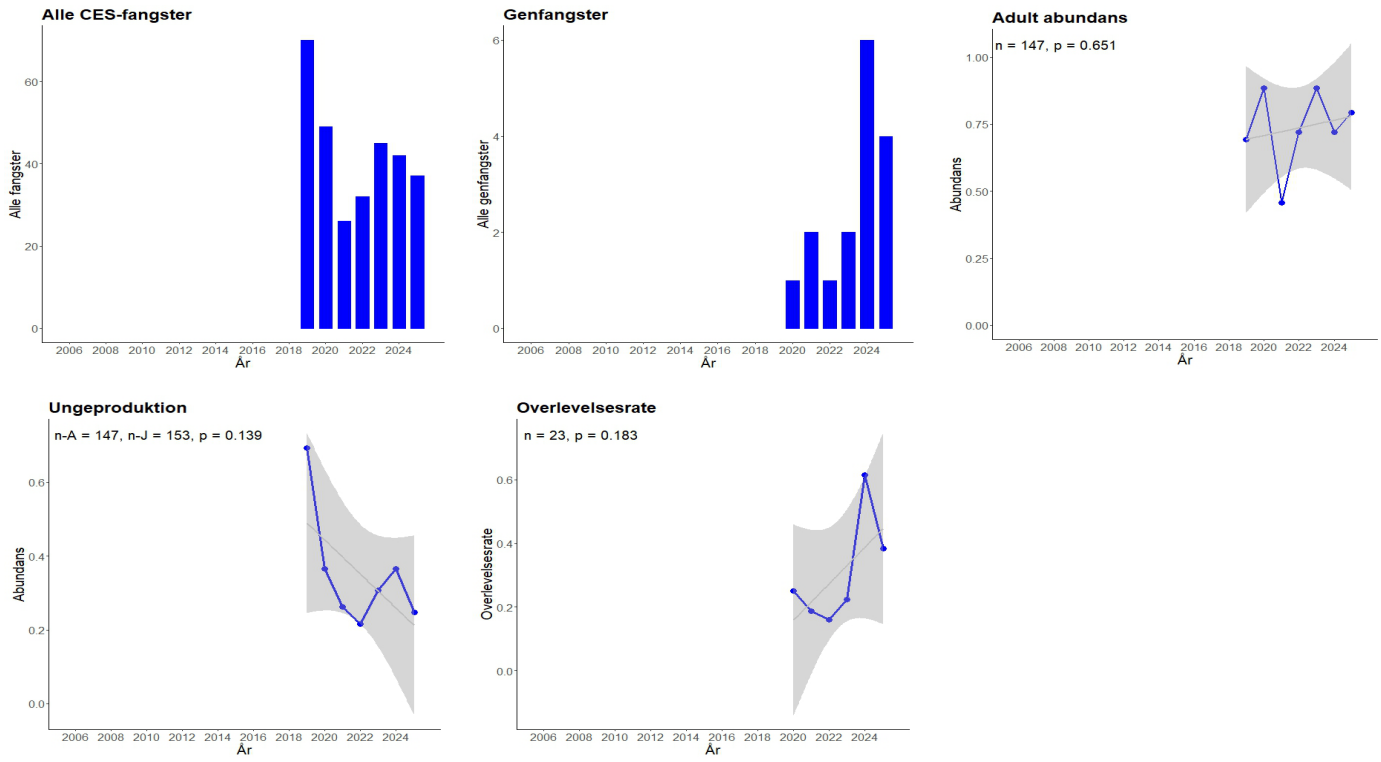 Alle CES-fangster
Alle fangster
60
40
20
0
2006 2008 2010 2012 2014 2016 2018 2020 2022 2024
År
Genfangster
Alle genfangster
6
4
2
0
2006 2008 2010 2012 2014 2016 2018 2020 2022 2024
År
Adult abundans
n = 147, p = 0.651
Abundans
1.00
0.75
0.50
0.25
0.00
2006 2008 2010 2012 2014 2016 2018 2020 2022 2024
År
Ungeproduktion
n-A = 147, n-J = 153, p = 0.139
Abundans
0.6
0.4
0.2
0.0
2006 2008 2010 2012 2014 2016 2018 2020 2022 2024
År
Overlevelsesrate
n = 23, p = 0.183
Overlevelsesrate
0.6
0.4
0.2
0.0
2006 2008 2010 2012 2014 2016 2018 2020 2022 2024
År